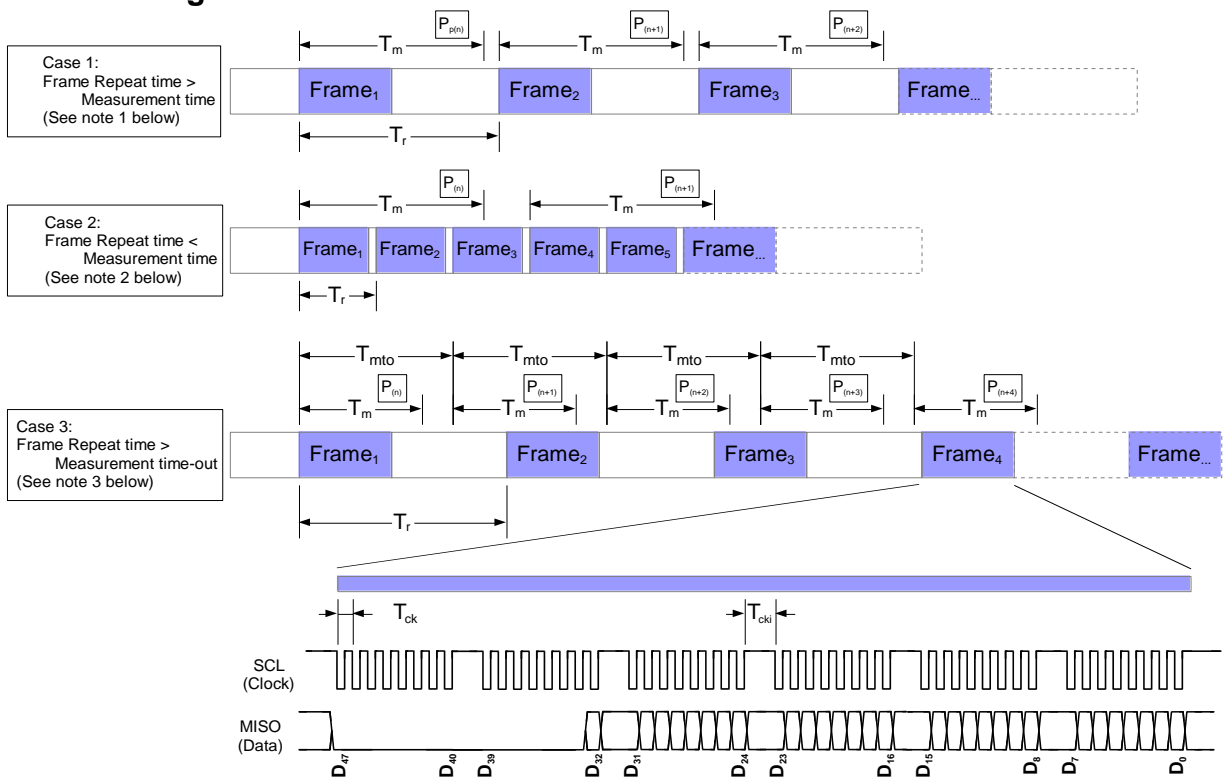 Case 1:
Frame Repeat time >
Measurement time
(See note 1 below)
Tm
Pp(n)
Tm
P(n+1)
Tm
P(n+2)
Frame1
Frame2
Frame3
Frame...
Tr
Case 2:
Frame Repeat time <
Measurement time
(See note 2 below)
Tm
P(n)
Tm
P(n+1)
Frame1
Frame2
Frame3
Frame4
Frame5
Frame...
Tr
Case 3:
Frame Repeat time >
Measurement time-out
(See note 3 below)
Tmto
Tmto
Tmto
Tmto
Tm
P(n)
Tm
P(n+1)
Tm
P(n+2)
Tm
P(n+3)
Tm
P(n+4)
Frame1
Frame2
Frame3
Frame4
Frame...
Tr
Tck
Tcki
SCL
(Clock)
MISO
(Data)
D47
D40
D39
D32
D31
D24
D23
D16
D15
D8
D7
D0